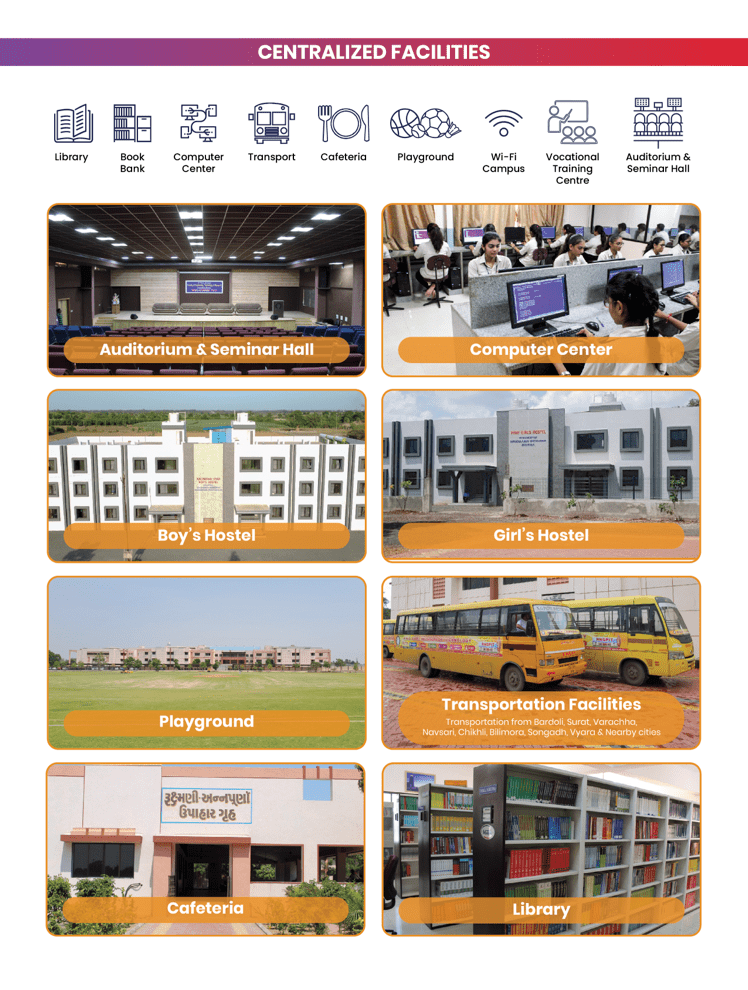 CENTRALIZED FACILITIES
Library
Book
Bank
Computer
Center
Transport
Cafeteria
Playground
Wi-Fi
Campus
Vocational
Training
Centre
Auditorium &
Seminar Hall
Auditorium & Seminar Hall
Computer Center
Boy's Hostel
Girl's Hostel
Playground
Transportation Facilities
Transportation from Bardoli, Surat, Varachha,
Navsari, Chikhli, Bilimora, Songadh, Vyara & Nearby cities
રૂક્ષ્મણી-અન્નપૂર્ણા
ઉપાહાર ગૃહ
Cafeteria
Library